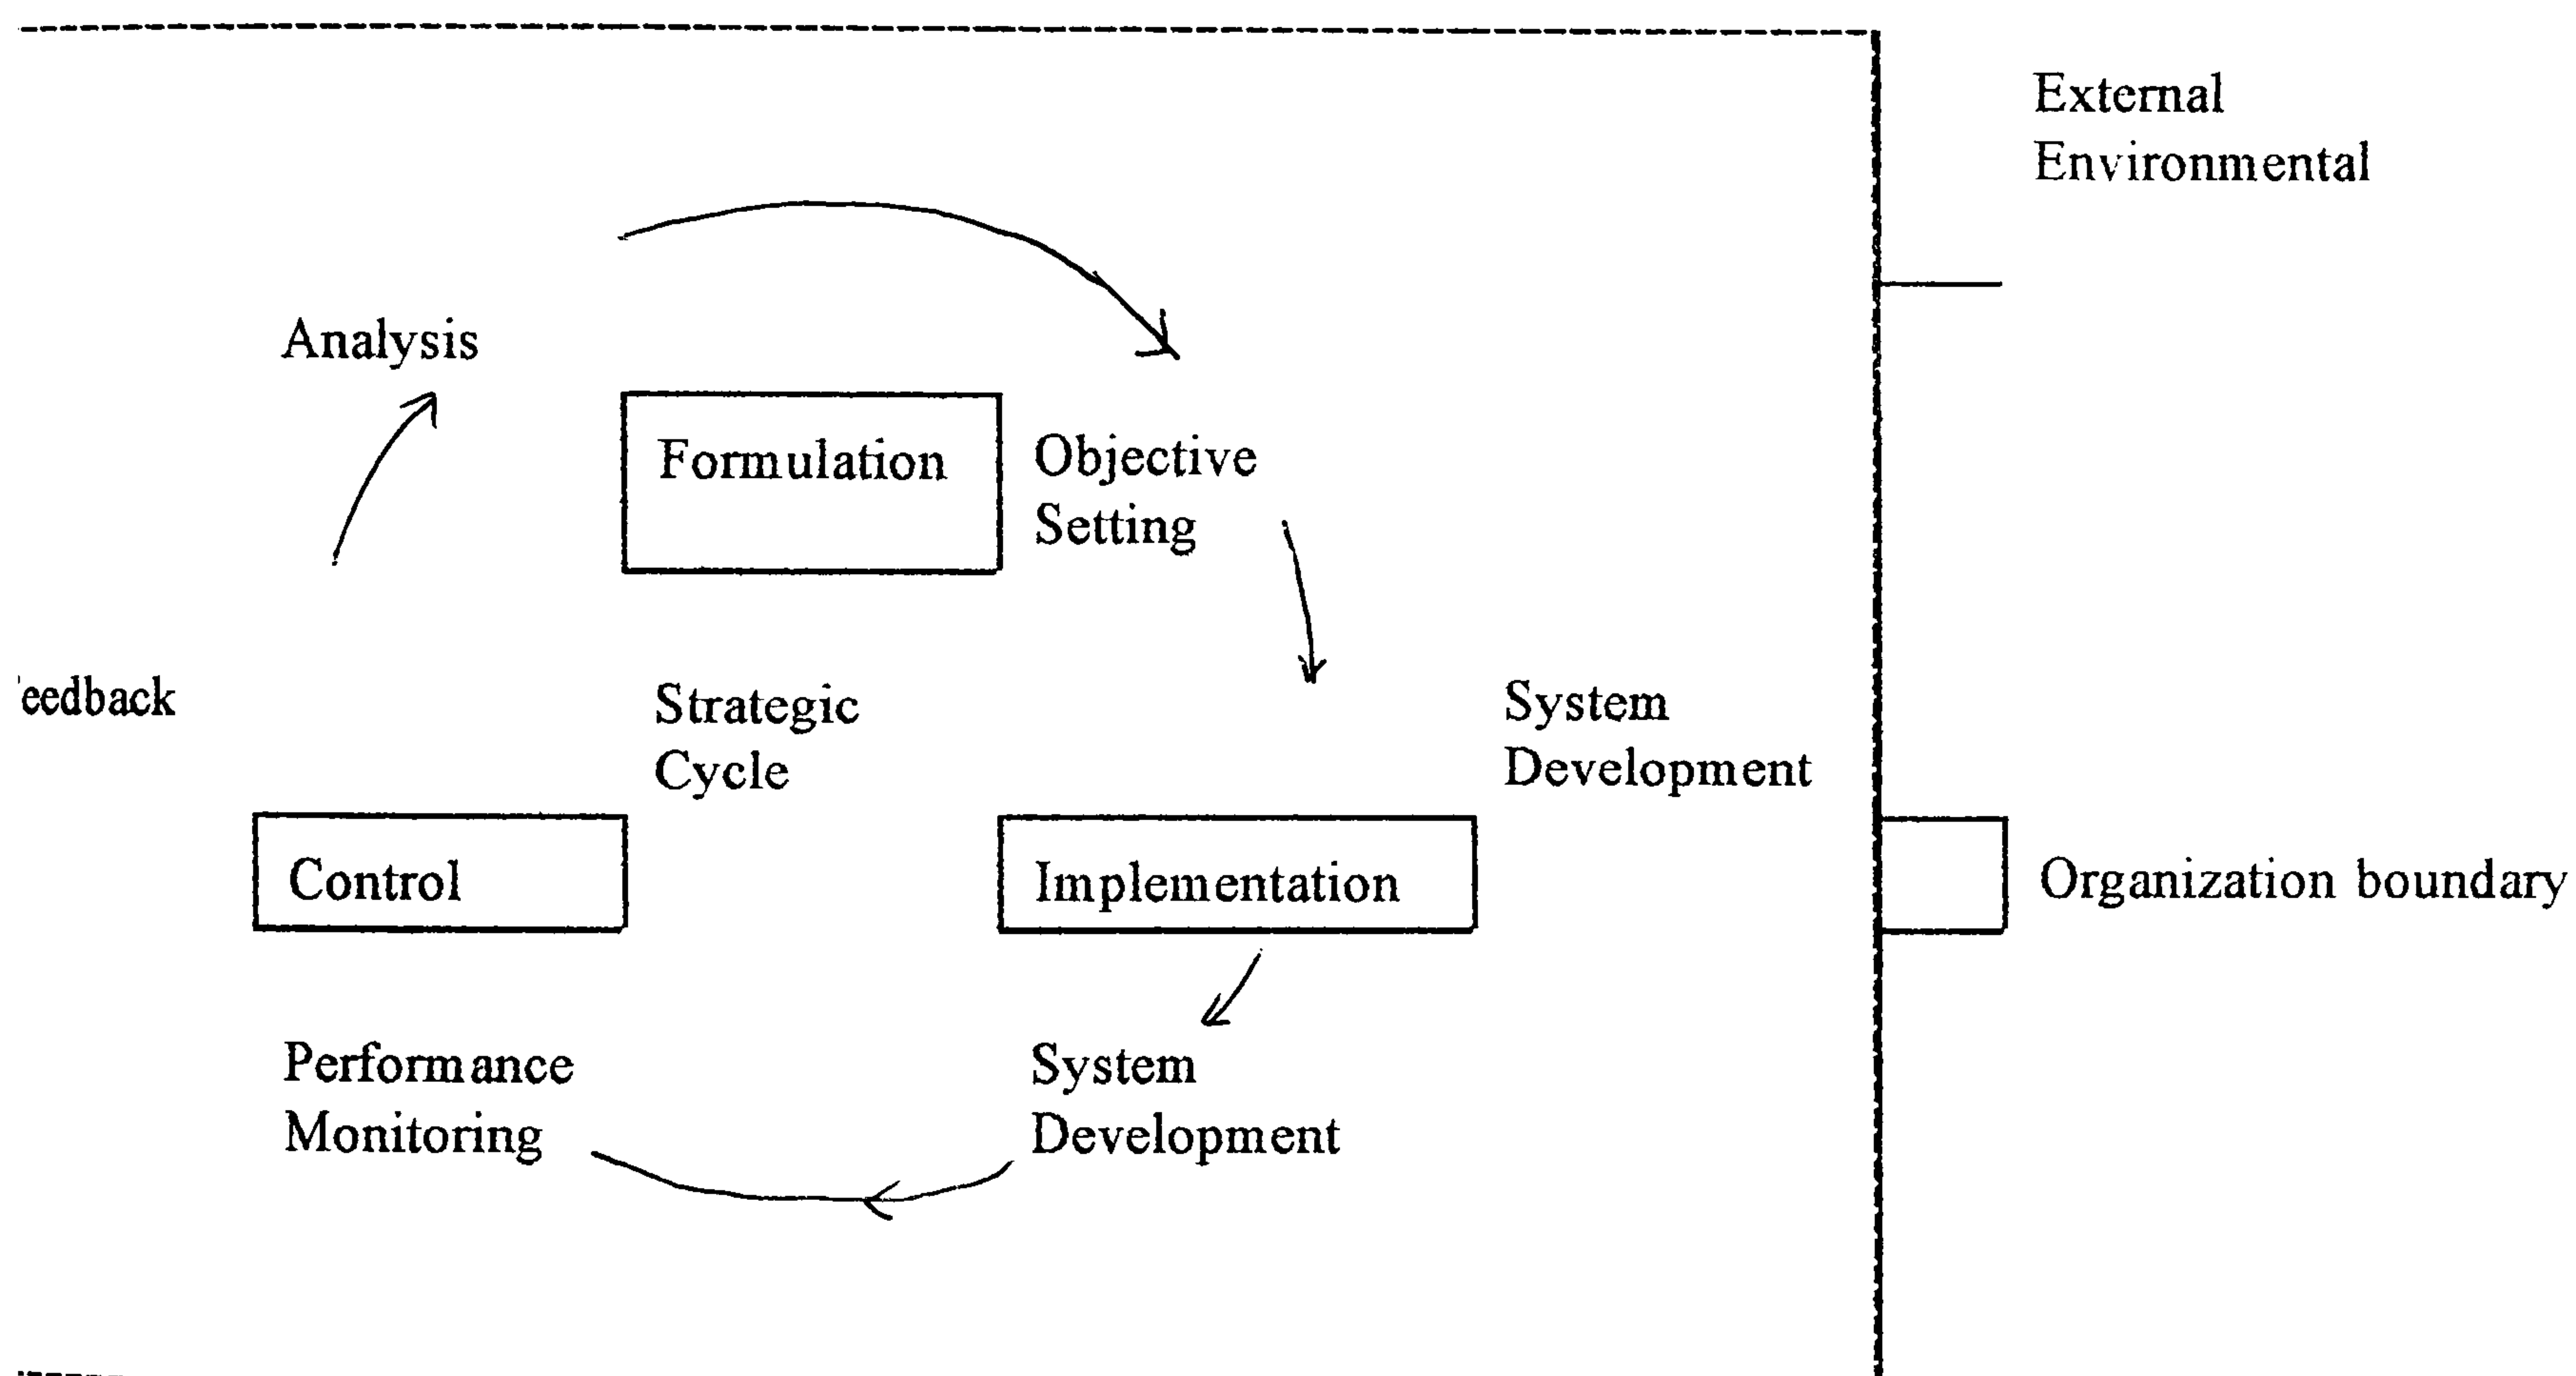 External
Environmental
Analysis
Formulation
Objective
Setting
eedback
Strategic
Cycle
System
Development
Control
Implementation
Organization boundary
Performance
Monitoring
System
Development